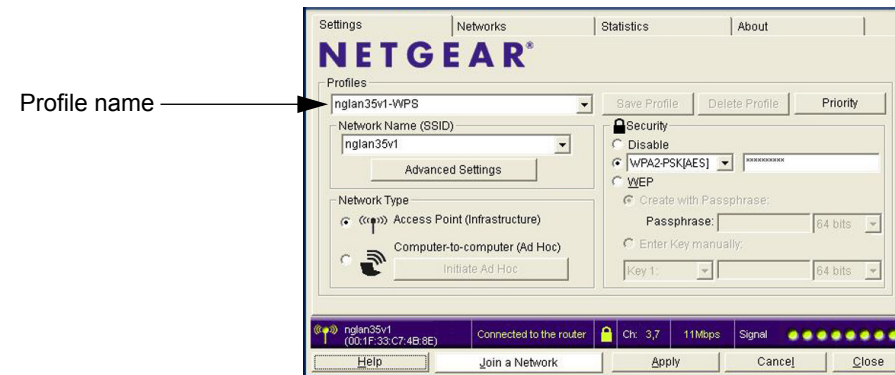 Settings
Networks
Statistics
About
NETGEAR®
Profiles
Profile name
nglan35v1-WPS
Save Profile
Delete Profile
Priority
Network Name (SSID)
nglan35v1
Advanced Settings
Security
Disable
WPA2-PSK[AES]
**********
WEP
Create with Passphrase:
Passphrase:
64 bits
Enter Key manually:
Key 1:
64 bits
Network Type
Access Point (Infrastructure)
Computer-to-computer (Ad Hoc)
Initiate Ad Hoc
nglan35v1
(00:1F:33:C7:4B:8E)
Connected to the router
Ch: 3,7
11Mbps
Signal
Help
Join a Network
Apply
Cancel
Close